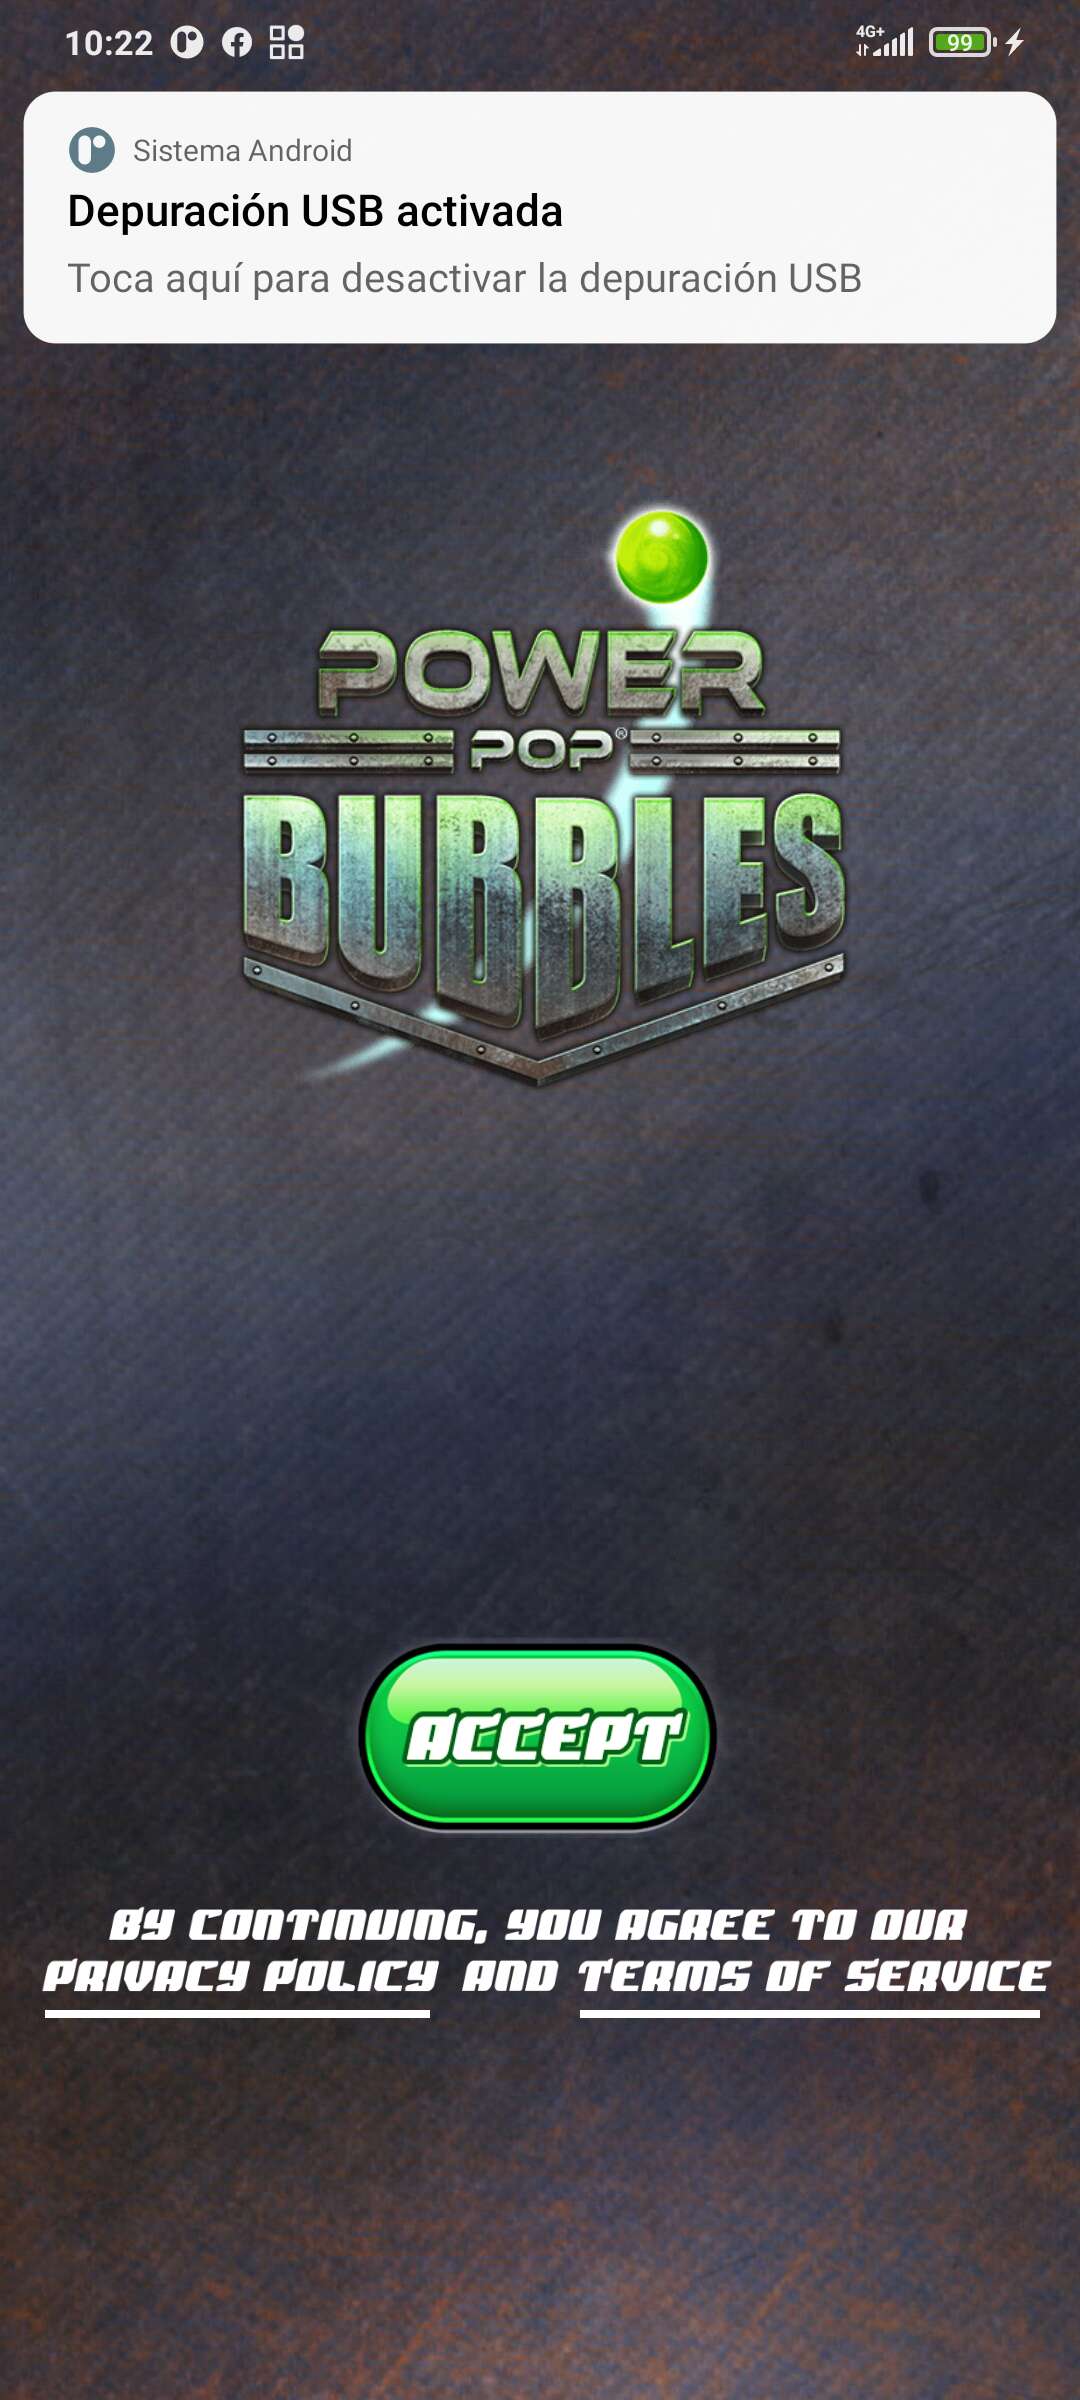 10:22
4G+
99
Sistema Android
Depuración USB activada
Toca aquí para desactivar la depuración USB
POWER
POP®
BUBBLES
ACCEPT
BY CONTINUING, YOU AGREE TO OUR
PRIVACY POLICY AND TERMS OF SERVICE